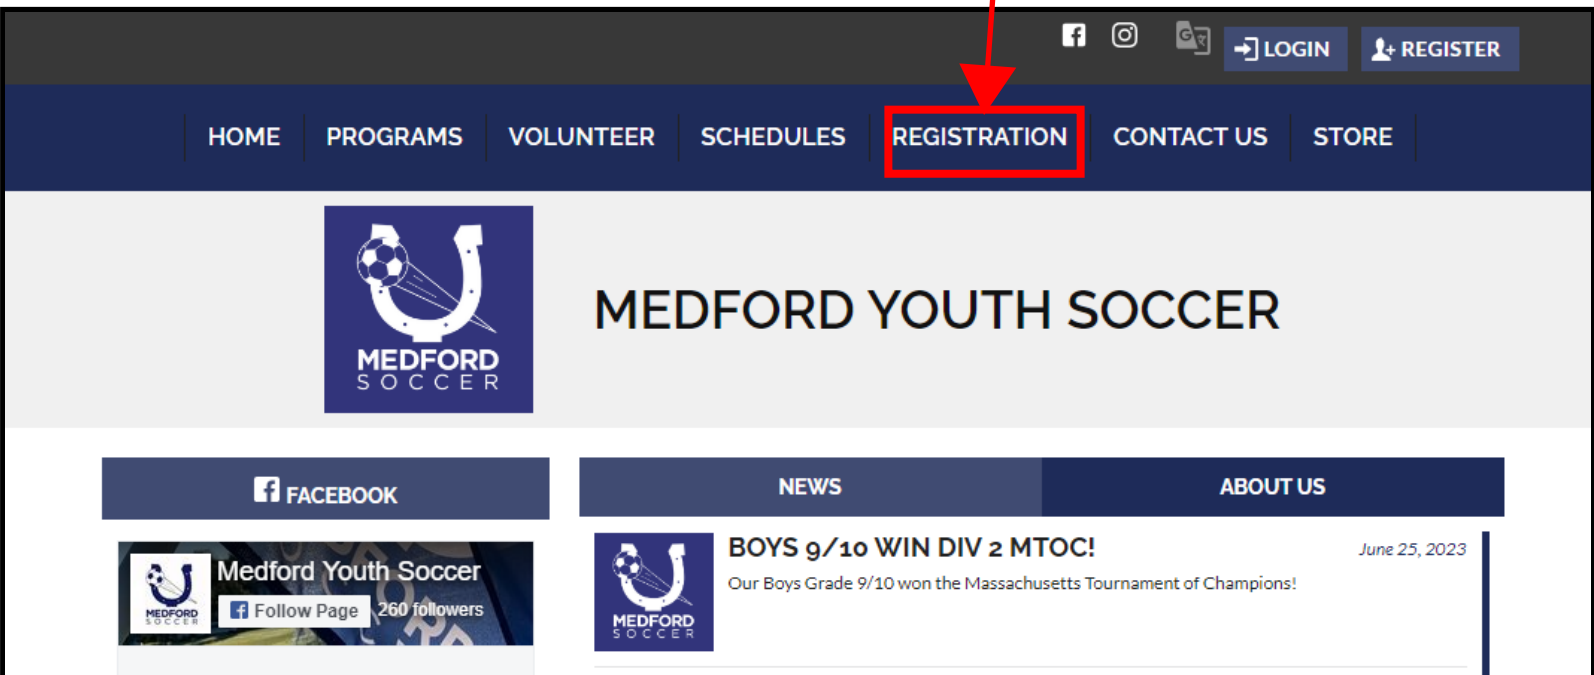 LOGIN
REGISTER
HOME
PROGRAMS
VOLUNTEER
SCHEDULES
REGISTRATION
CONTACT US
STORE
MEDFORD
SOCCER
MEDFORD YOUTH SOCCER
FACEBOOK
NEWS
ABOUT US
MEDFORD
SOCCER
Medford Youth Soccer
Follow Page
260 followers
MEDFORD
SOCCER
BOYS 9/10 WIN DIV 2 MTOC!
June 25, 2023
Our Boys Grade 9/10 won the Massachusetts Tournament of Champions!